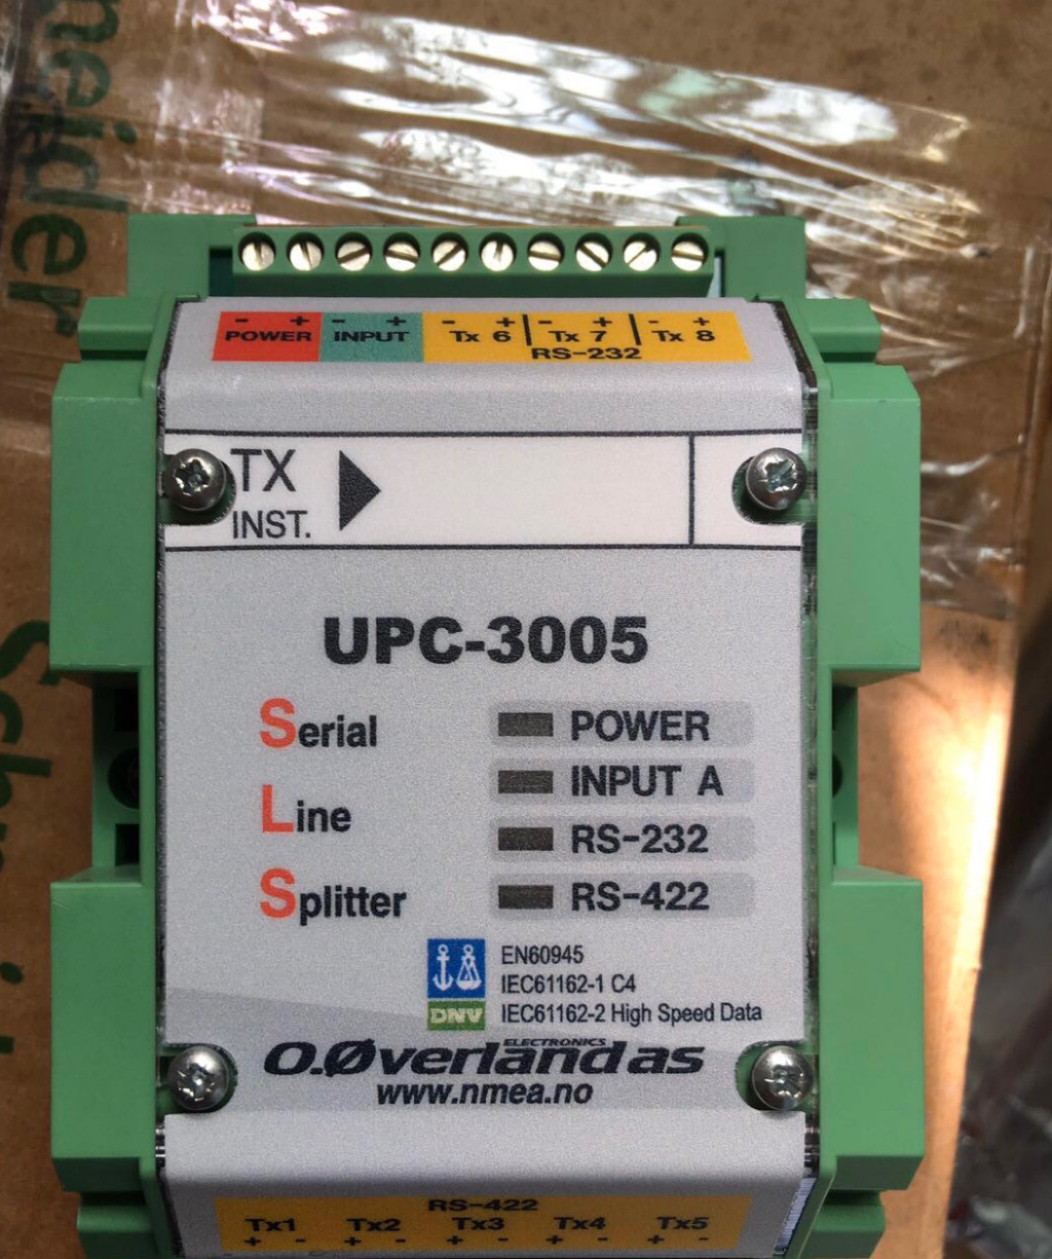 neider
Schnei
- + - + - + - + - +
POWER INPUT Tx 6 Tx 7 Tx 8
RS-232
TX
INST.
UPC-3005
Serial
Line
Splitter
POWER
INPUT A
RS-232
RS-422
DNV
EN60945
IEC61162-1 C4
IEC61162-2 High Speed Data
ELECTRONICS
O.Øverland as
www.nmea.no
RS-422
Tx1 Tx2 Tx3 Tx4 Tx5
+ - + - + - + - + -